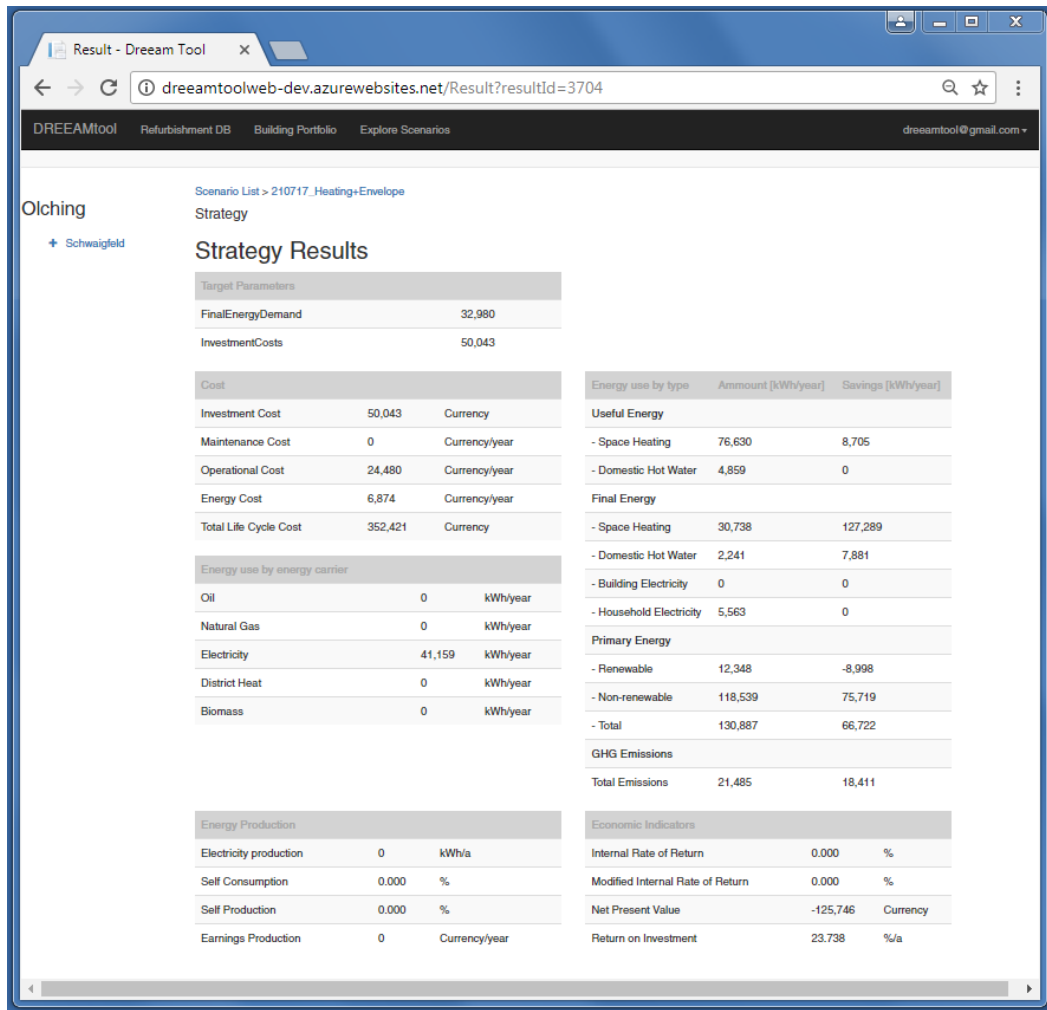 Result - Dreeam Tool
dreeamtoolweb-dev.azurewebsites.net/Result?resultId=3704
DREEAMtool Refurbishment DB Building Portfolio Explore Scenarios dreeamtool@gmail.com
Scenario List > 210717_Heating+Envelope
Olching
Strategy
+ Schwaigfeld
Strategy Results
Target Parameters
FinalEnergyDemand 32,980
InvestmentCosts 50,043
Cost
Investment Cost 50,043 Currency
Maintenance Cost 0 Currency/year
Operational Cost 24,480 Currency/year
Energy Cost 6,874 Currency/year
Total Life Cycle Cost 352,421 Currency
Energy use by energy carrier
Oil 0 kWh/year
Natural Gas 0 kWh/year
Electricity 41,159 kWh/year
District Heat 0 kWh/year
Biomass 0 kWh/year
Energy use by type Ammount [kWh/year] Savings [kWh/year]
Useful Energy
- Space Heating 76,630 8,705
- Domestic Hot Water 4,859 0
Final Energy
- Space Heating 30,738 127,289
- Domestic Hot Water 2,241 7,881
- Building Electricity 0 0
- Household Electricity 5,563 0
Primary Energy
- Renewable 12,348 -8,998
- Non-renewable 118,539 75,719
- Total 130,887 66,722
GHG Emissions
Total Emissions 21,485 18,411
Energy Production
Electricity production 0 kWh/a
Self Consumption 0.000 %
Self Production 0.000 %
Earnings Production 0 Currency/year
Economic Indicators
Internal Rate of Return 0.000 %
Modified Internal Rate of Return 0.000 %
Net Present Value -125,746 Currency
Return on Investment 23.738 %/a